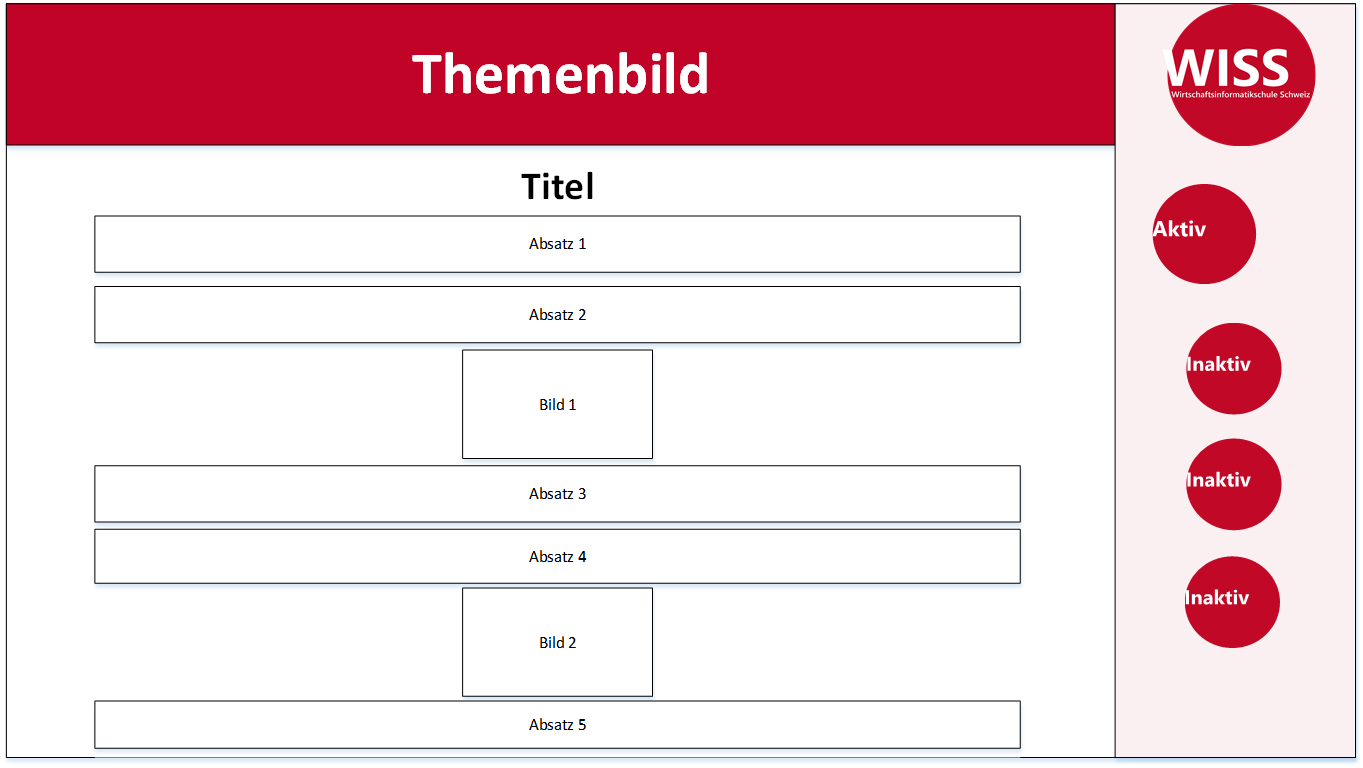 Themenbild
WISS
Wirtschaftsinformatikschule Schweiz
Titel
Absatz 1
Absatz 2
Bild 1
Absatz 3
Absatz 4
Bild 2
Absatz 5
Aktiv
Inaktiv
Inaktiv
Inaktiv